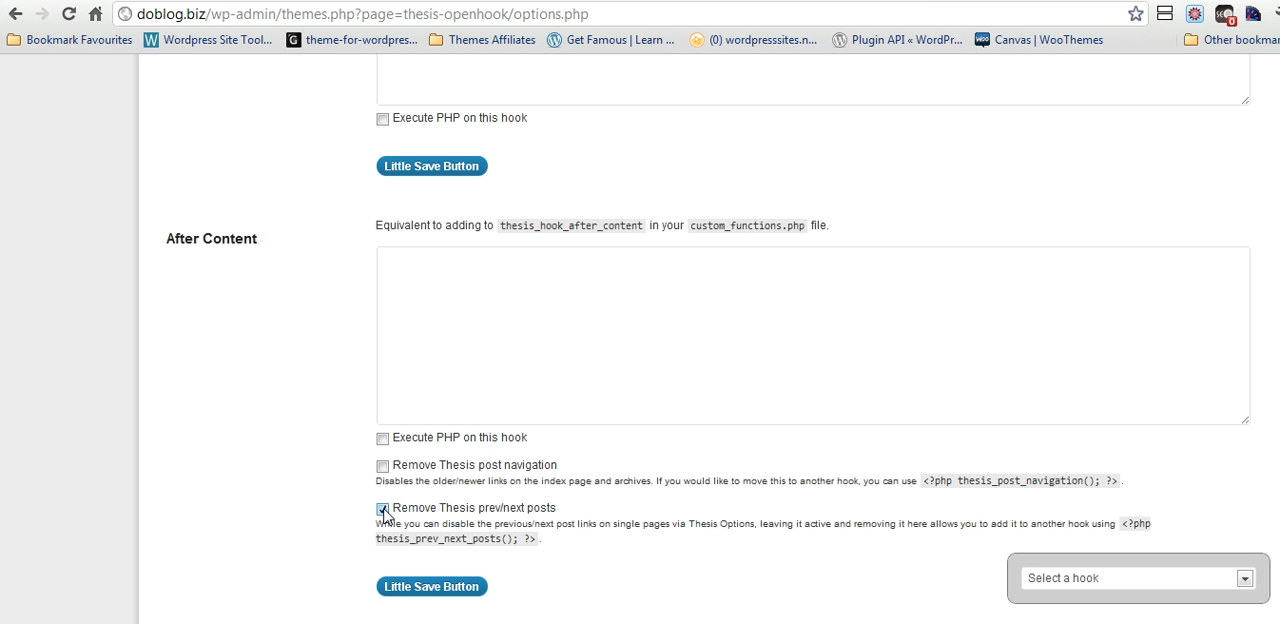 doblog.biz/wp-admin/themes.php?page=thesis-openhook/options.php
0
Bookmark Favourites Wordpress Site Tool... G theme-for-wordpres... Themes Affiliates Get Famous | Learn ... (0) wordpresssites.n... Plugin API « WordPr... Canvas | WooThemes Other bookmar
Execute PHP on this hook
Little Save Button
After Content
Equivalent to adding to thesis_hook_after_content in your custom_functions.php file.
Execute PHP on this hook
Remove Thesis post navigation
Disables the older/newer links on the index page and archives. If you would like to move this to another hook, you can use <?php thesis_post_navigation(); ?> .
Remove Thesis prev/next posts
While you can disable the previous/next post links on single pages via Thesis Options, leaving it active and removing it here allows you to add it to another hook using <?php
thesis_prev_next_posts(); ?> .
Select a hook
Little Save Button